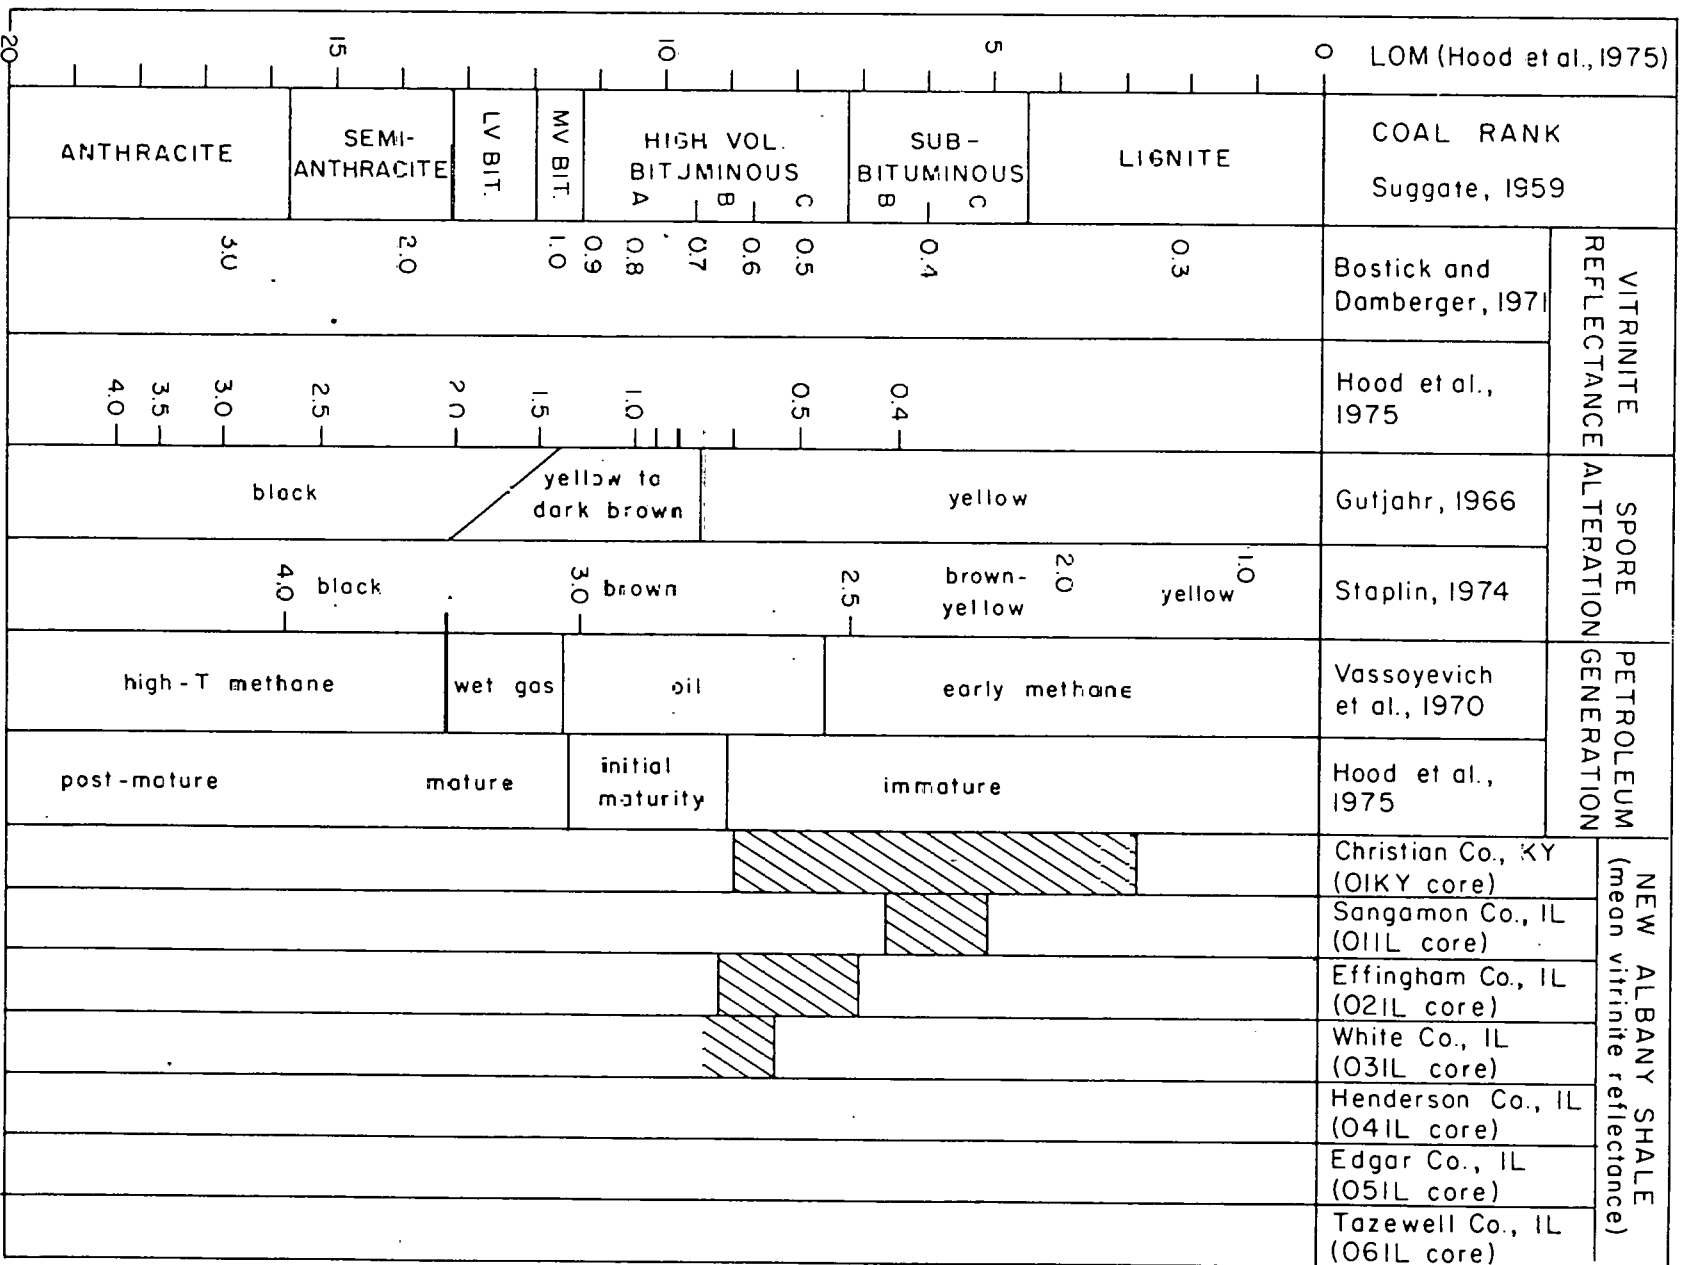 20 15 10 5 0 LOM (Hood et al., 1975)
ANTHRACITE
SEMI-
ANTHRACITE
LV BIT.
MV BIT.
HIGH VOL.
BITUMINOUS
A B C
SUB-
BITUMINOUS
B C
LIGNITE
COAL RANK
Suggate, 1959
3.0 2.0 1.0 0.9 0.8 0.7 0.6 0.5 0.4 0.3
Bostick and
Damberger, 1971
VITRINITE
REFLECTANCE
4.0 3.5 3.0 2.5 2.0 1.5 1.0 0.5 0.4
Hood et al.,
1975
black
yellow to
dark brown
yellow
Gutjahr, 1966
SPORE
ALTERATION
4.0 black 3.0 brown 2.5
brown-
yellow
2.0 yellow 1.0
Staplin, 1974
high-T methane wet gas oil early methane
Vassoyevich
et al., 1970
PETROLEUM
GENERATION
post-mature mature
initial
maturity
immature
Hood et al.,
1975
Christian Co., KY
(01KY core)
Sangamon Co., IL
(01IL core)
Effingham Co., IL
(02IL core)
White Co., IL
(03IL core)
Henderson Co., IL
(04IL core)
Edgar Co., IL
(05IL core)
Tazewell Co., IL
(06IL core)
NEW ALBANY SHALE
(mean vitrinite reflectance)